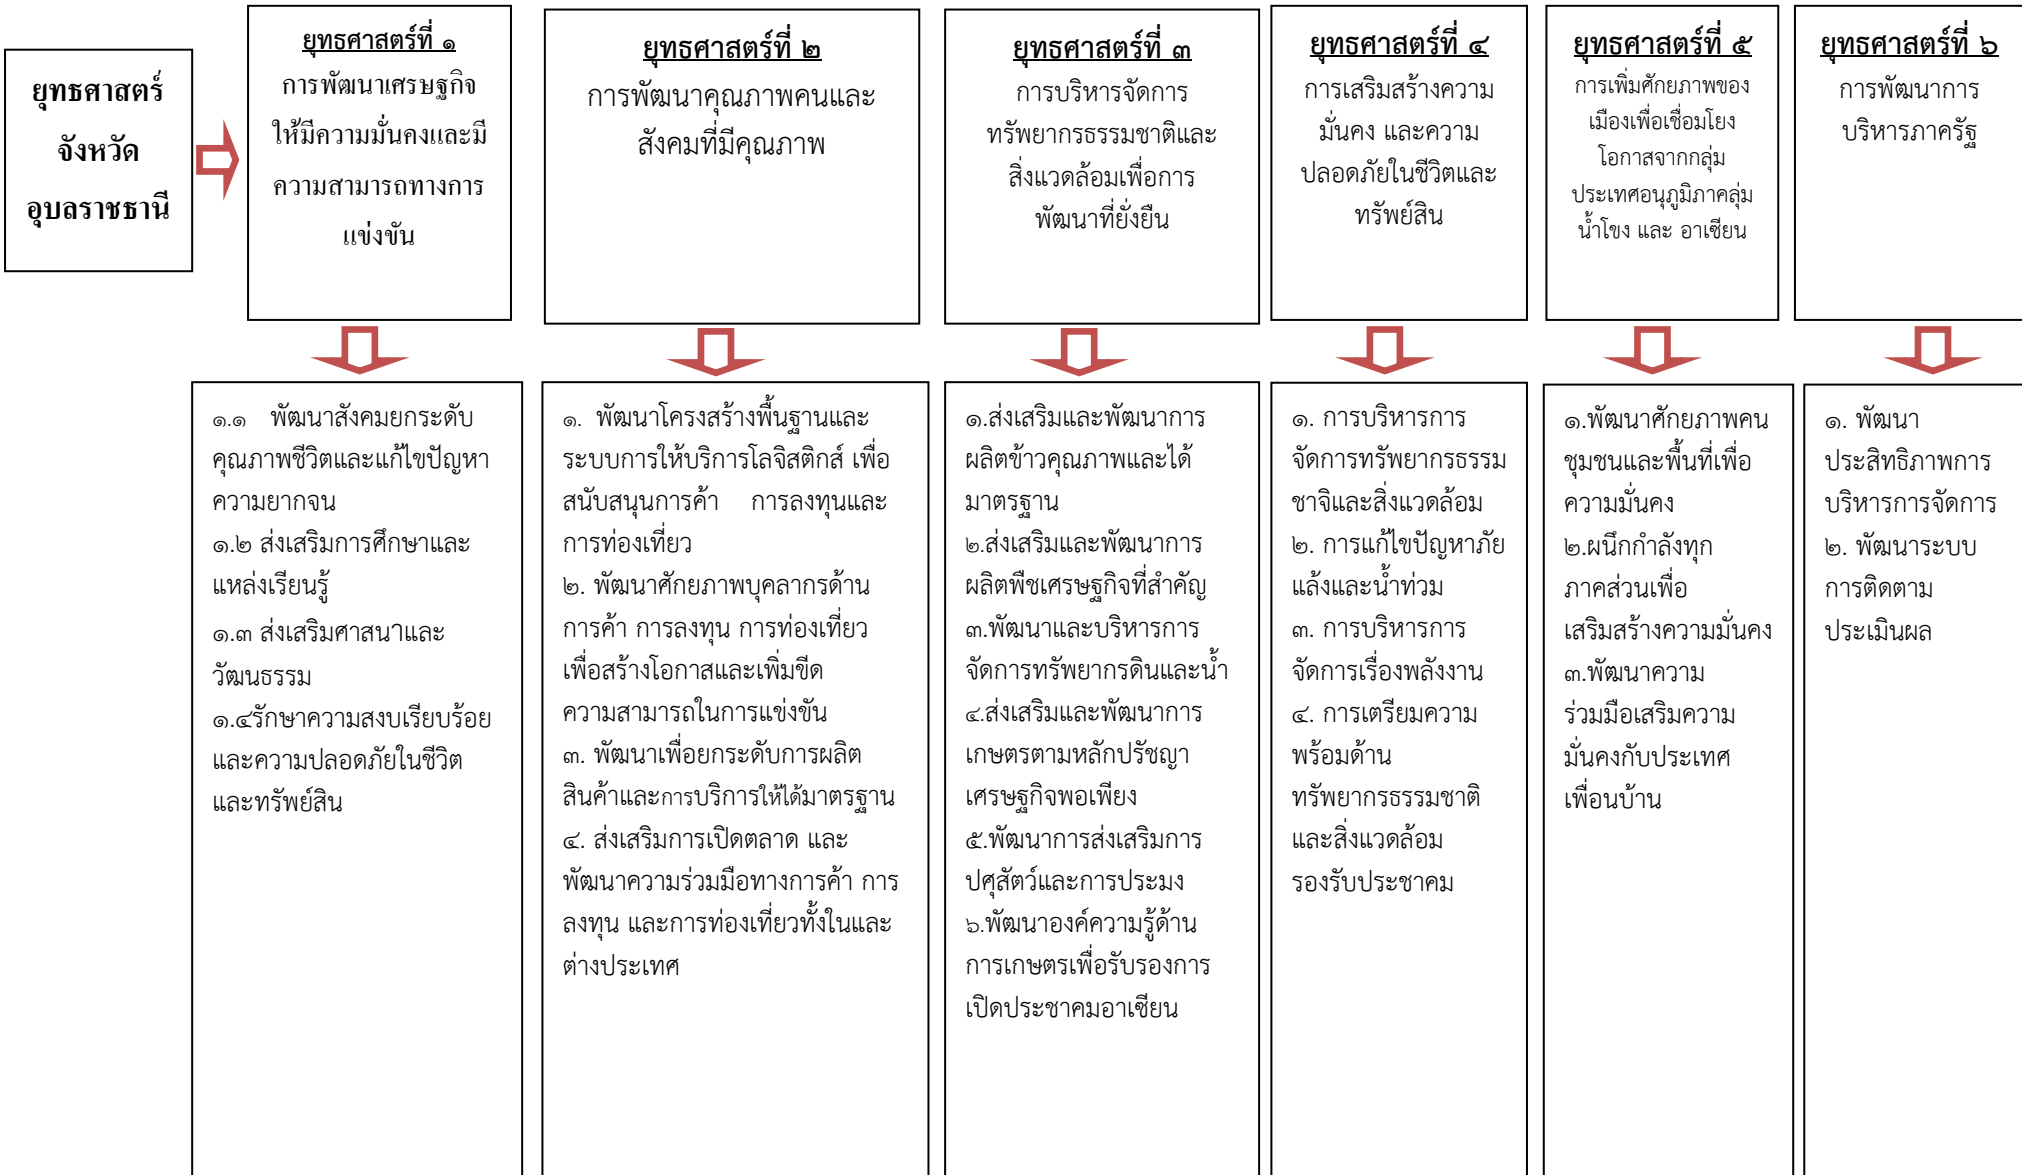 ยุทธศาสตร์
จังหวัด
อุบลราชธานี
ยุทธศาสตร์ที่ ๑
การพัฒนาเศรษฐกิจ
ให้มีความมั่นคงและมี
ความสามารถทางการ
แข่งขัน
ยุทธศาสตร์ที่ ๒
การพัฒนาคุณภาพคนและ
สังคมที่มีคุณภาพ
ยุทธศาสตร์ที่ ๓
การบริหารจัดการ
ทรัพยากรธรรมชาติและ
สิ่งแวดล้อมเพื่อการ
พัฒนาที่ยั่งยืน
ยุทธศาสตร์ที่ ๔
การเสริมสร้างความ
มั่นคง และความ
ปลอดภัยในชีวิตและ
ทรัพย์สิน
ยุทธศาสตร์ที่ ๕
การเพิ่มศักยภาพของ
เมืองเพื่อเชื่อมโยง
โอกาสจากกลุ่ม
ประเทศอนุภูมิภาคลุ่ม
น้ำโขง และ อาเซียน
ยุทธศาสตร์ที่ ๖
การพัฒนาการ
บริหารภาครัฐ
๑.๑ พัฒนาสังคมยกระดับ
คุณภาพชีวิตและแก้ไขปัญหา
ความยากจน
๑.๒ ส่งเสริมการศึกษาและ
แหล่งเรียนรู้
๑.๓ ส่งเสริมศาสนาและ
วัฒนธรรม
๑.๔รักษาความสงบเรียบร้อย
และความปลอดภัยในชีวิต
และทรัพย์สิน
๑. พัฒนาโครงสร้างพื้นฐานและ
ระบบการให้บริการโลจิสติกส์ เพื่อ
สนับสนุนการค้า การลงทุนและ
การท่องเที่ยว
๒. พัฒนาศักยภาพบุคลากรด้าน
การค้า การลงทุน การท่องเที่ยว
เพื่อสร้างโอกาสและเพิ่มขีด
ความสามารถในการแข่งขัน
๓. พัฒนาเพื่อยกระดับการผลิต
สินค้าและการบริการให้ได้มาตรฐาน
๔. ส่งเสริมการเปิดตลาด และ
พัฒนาความร่วมมือทางการค้า การ
ลงทุน และการท่องเที่ยวทั้งในและ
ต่างประเทศ
๑.ส่งเสริมและพัฒนาการ
ผลิตข้าวคุณภาพและได้
มาตรฐาน
๒.ส่งเสริมและพัฒนาการ
ผลิตพืชเศรษฐกิจที่สำคัญ
๓.พัฒนาและบริหารการ
จัดการทรัพยากรดินและน้ำ
๔.ส่งเสริมและพัฒนาการ
เกษตรตามหลักปรัชญา
เศรษฐกิจพอเพียง
๕.พัฒนาการส่งเสริมการ
ปศุสัตว์และการประมง
๖.พัฒนาองค์ความรู้ด้าน
การเกษตรเพื่อรับรองการ
เปิดประชาคมอาเซียน
๑. การบริหารการ
จัดการทรัพยากรธรรม
ชาจิและสิ่งแวดล้อม
๒. การแก้ไขปัญหาภัย
แล้งและน้ำท่วม
๓. การบริหารการ
จัดการเรื่องพลังงาน
๔. การเตรียมความ
พร้อมด้าน
ทรัพยากรธรรมชาติ
และสิ่งแวดล้อม
รองรับประชาคม
๑.พัฒนาศักยภาพคน
ชุมชนและพื้นที่เพื่อ
ความมั่นคง
๒.ผนึกกำลังทุก
ภาคส่วนเพื่อ
เสริมสร้างความมั่นคง
๓.พัฒนาความ
ร่วมมือเสริมความ
มั่นคงกับประเทศ
เพื่อนบ้าน
๑. พัฒนา
ประสิทธิภาพการ
บริหารการจัดการ
๒. พัฒนาระบบ
การติดตาม
ประเมินผล